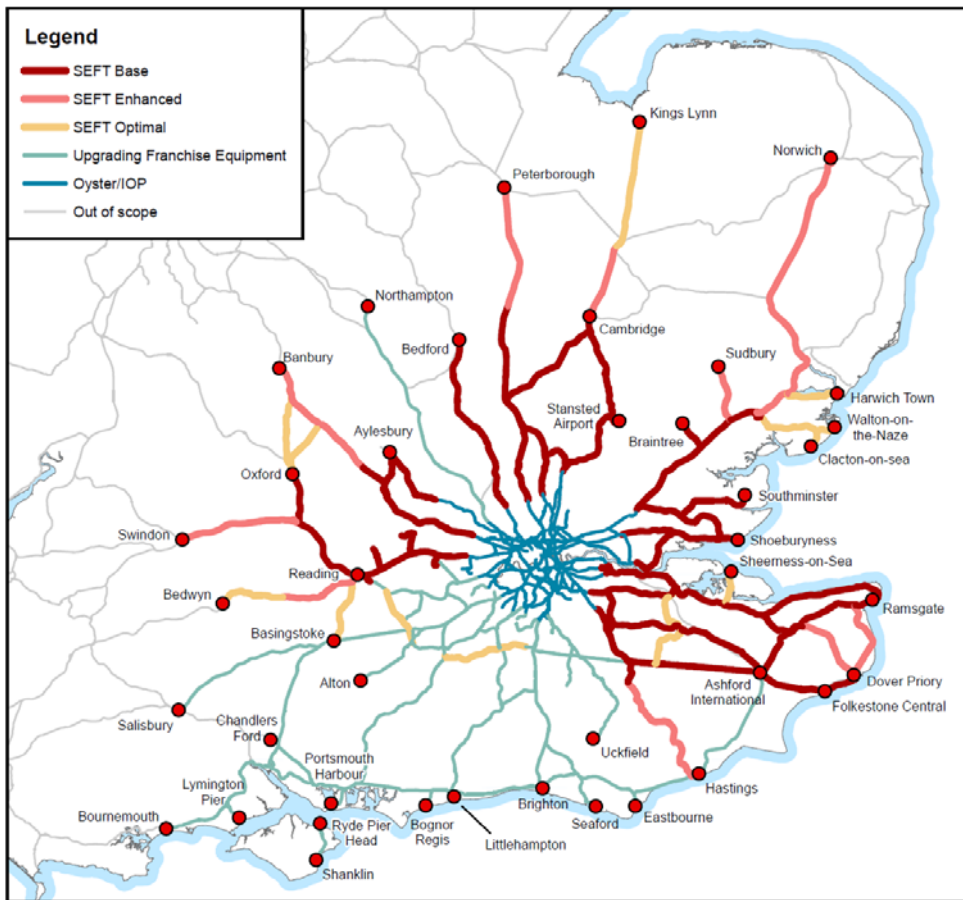 Legend
SEFT Base
SEFT Enhanced
SEFT Optimal
Upgrading Franchise Equipment
Oyster/IOP
Out of scope
Kings Lynn
Norwich
Peterborough
Northampton
Cambridge
Bedford
Banbury
Sudbury
Harwich Town
Stansted
Airport
Walton-on-
the-Naze
Aylesbury
Braintree
Clacton-on-sea
Oxford
Southminster
Swindon
Shoeburyness
Sheerness-on-Sea
Reading
Bedwyn
Ramsgate
Basingstoke
Alton
Ashford
International
Dover Priory
Folkestone Central
Salisbury
Chandlers
Ford
Uckfield
Portsmouth
Harbour
Hastings
Lymington
Pier
Brighton
Bournemouth
Ryde Pier
Head
Bognor
Regis
Seaford
Eastbourne
Littlehampton
Shanklin